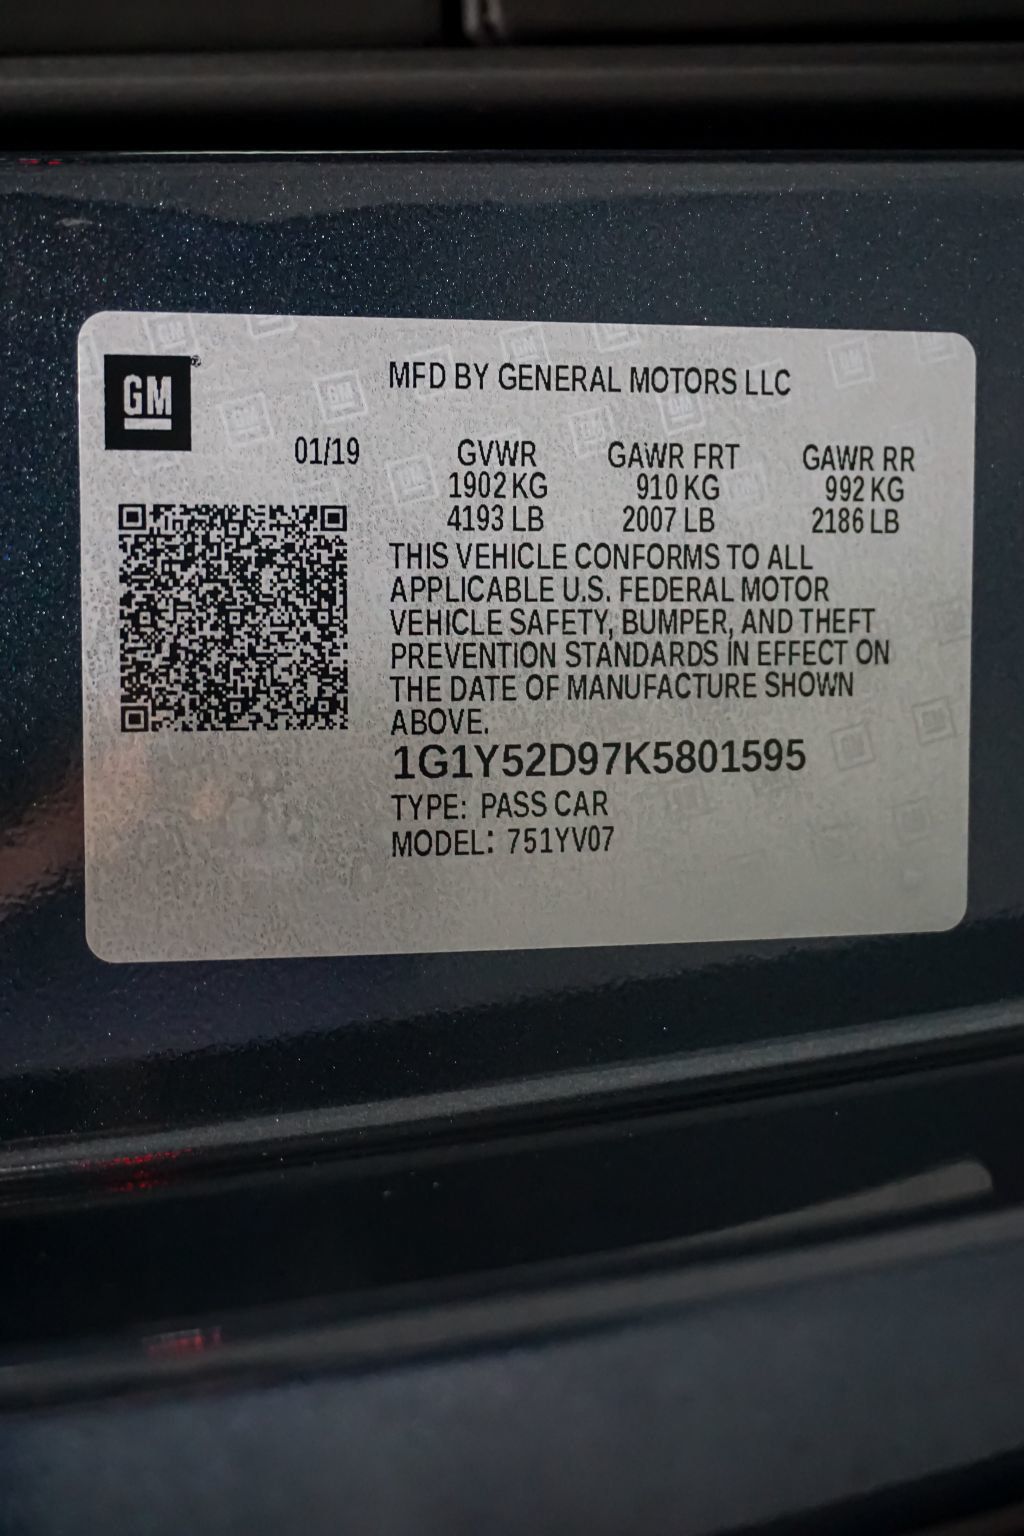 GM
MFD BY GENERAL MOTORS LLC
01/19
GVWR GAWR FRT GAWR RR
1902 KG 910 KG 992 KG
4193 LB 2007 LB 2186 LB
THIS VEHICLE CONFORMS TO ALL
APPLICABLE U.S. FEDERAL MOTOR
VEHICLE SAFETY, BUMPER, AND THEFT
PREVENTION STANDARDS IN EFFECT ON
THE DATE OF MANUFACTURE SHOWN
ABOVE.
1G1Y52D97K5801595
TYPE: PASS CAR
MODEL: 751YV07